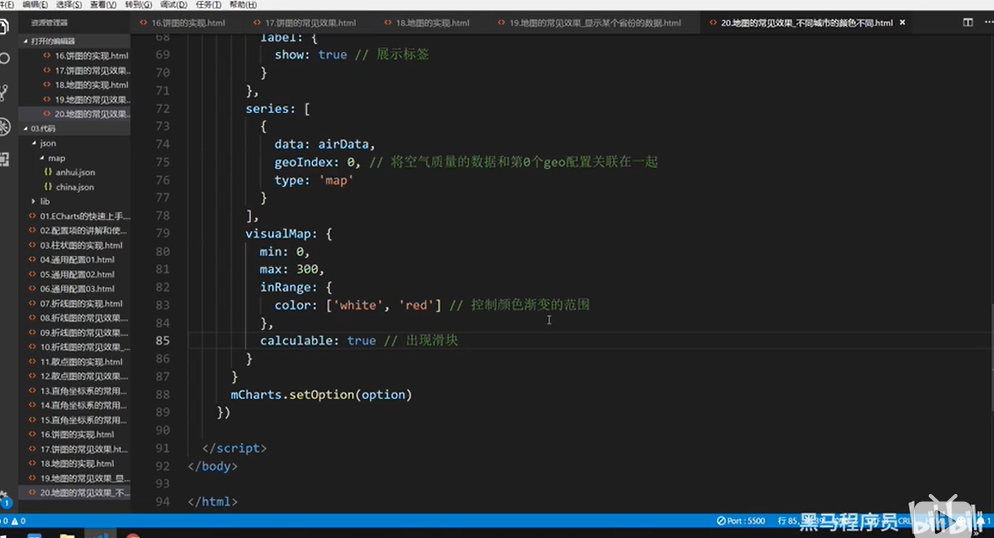 编辑(E) 选择(S) 查看(V) 转到(G) 调试(D) 任务(T) 帮助(H)
资源管理器
16.饼图的实现.html
17.饼图的常见效果.html
18.地图的实现.html
19.地图的常见效果_显示某个省份的数据.html
20.地图的常见效果_不同城市的颜色不同.html
打开的编辑器
16.饼图的实现.html
17.饼图的常见效果...
18.地图的实现.html
19.地图的常见效果...
20.地图的常见效果...
03.代码
json
map
anhui.json
china.json
lib
01.ECharts的快速上手....
02.配置项的讲解和使...
03.柱状图的实现.html
04.通用配置01.html
05.通用配置02.html
06.通用配置03.html
07.折线图的实现.html
08.折线图的常见效果....
09.折线图的常见效果...
10.折线图的常见效果_...
11.散点图的实现.html
12.散点图的常见效果....
13.直角坐标系的常用...
14.直角坐标系的常用...
15.直角坐标系的常用...
16.饼图的实现.html
17.饼图的常见效果.ht...
18.地图的实现.html
19.地图的常见效果_显...
20.地图的常见效果_不...
68 label: {
69 show: true // 展示标签
70 }
71 },
72 series: [
73 {
74 data: airData,
75 geoIndex: 0, // 将空气质量的数据和第0个geo配置关联在一起
76 type: 'map'
77 }
78 ],
79 visualMap: {
80 min: 0,
81 max: 300,
82 inRange: {
83 color: ['white', 'red'] // 控制颜色渐变的范围
84 },
85 calculable: true // 出现滑块
86 }
87 }
88 mCharts.setOption(option)
89 })
90
91 </script>
92 </body>
93
94 </html>
0 0
Port : 5500
行 85,
黑马程序员
bilibili